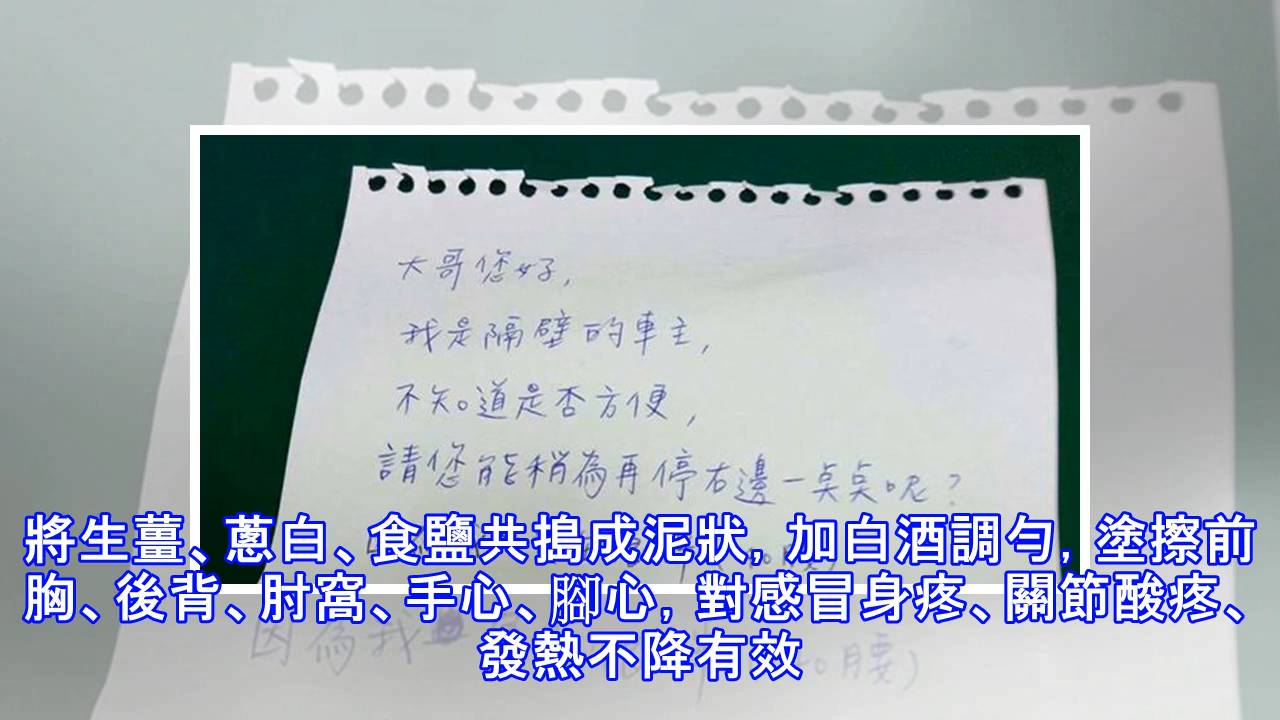 大哥您好,
我是隔壁的車主,
不知道是否方便,
請您能稍為再停右邊一點點呢?
將生薑、蔥白、食鹽共搗成泥狀, 加白酒調勻, 塗擦前
胸、後背、肘窩、手心、腳心, 對感冒身疼、關節酸疼、
發熱不降有效
因為我
腰)